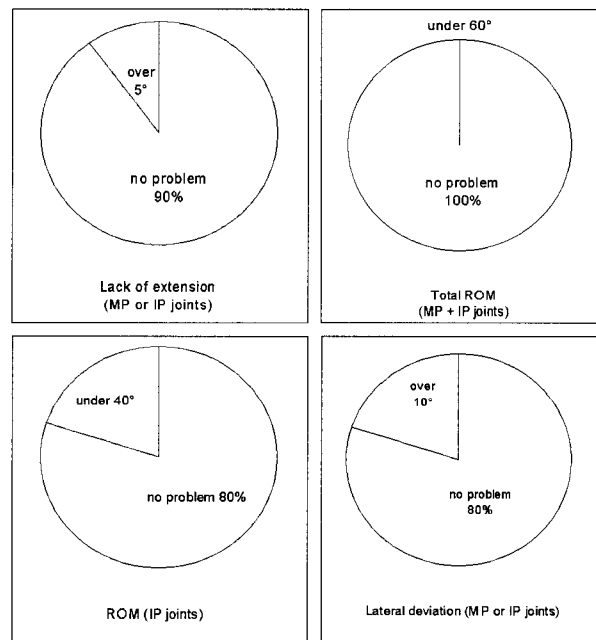 over
5°
no problem
90%
Lack of extension
(MP or IP joints)
under 60°
no problem
100%
Total ROM
(MP + IP joints)
under 40°
no problem 80%
ROM (IP joints)
over
10°
no problem
80%
Lateral deviation (MP or IP joints)